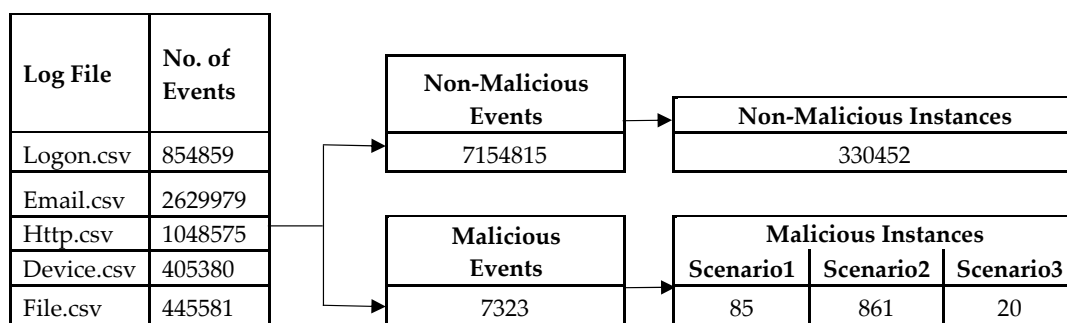 Log File No. of Events
Logon.csv 854859
Email.csv 2629979
Http.csv 1048575
Device.csv 405380
File.csv 445581
Non-Malicious Events
7154815
Non-Malicious Instances
330452
Malicious Events
7323
Malicious Instances
Scenario1 Scenario2 Scenario3
85 861 20